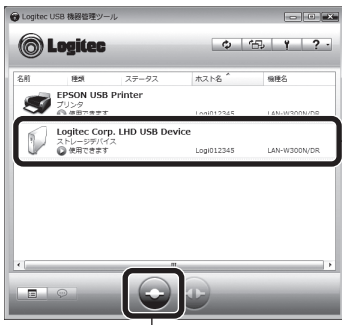 Logitec USB 機器管理ツール
Logitec
名前 種類 ステータス ホスト名 機種名
EPSON USB Printer
プリンタ
使用できます Logi012345 LAN-W300N/DR
Logitec Corp. LHD USB Device
ストレージデバイス
使用できます Logi012345 LAN-W300N/DR